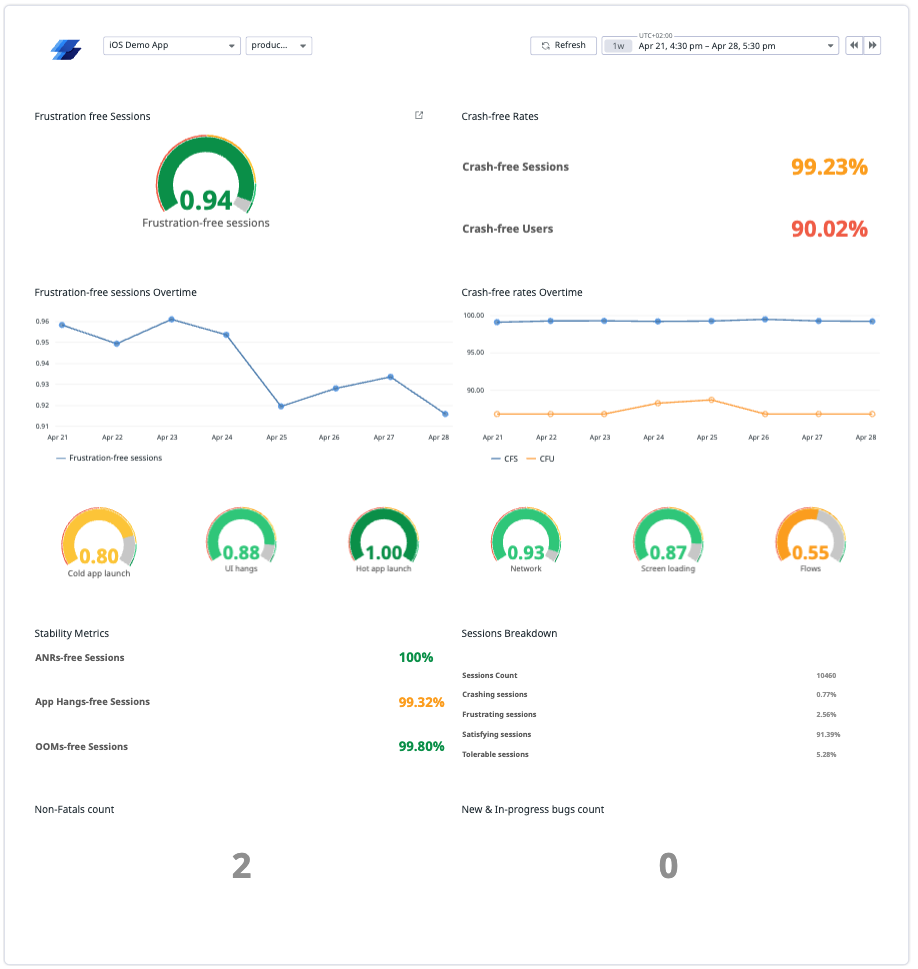 UTC+02:00
iOS Demo App
produc...
Refresh
1w
Apr 21, 4:30 pm – Apr 28, 5:30 pm
Frustration free Sessions
0.94
Frustration-free sessions
Crash-free Rates
Crash-free Sessions 99.23%
Crash-free Users 90.02%
Frustration-free sessions Overtime
0.96
0.95
0.94
0.93
0.92
0.91
Apr 21 Apr 22 Apr 23 Apr 24 Apr 25 Apr 26 Apr 27 Apr 28
Frustration-free sessions
Crash-free rates Overtime
100.00
95.00
90.00
Apr 21 Apr 22 Apr 23 Apr 24 Apr 25 Apr 26 Apr 27 Apr 28
CFS CFU
0.80
Cold app launch
0.88
UI hangs
1.00
Hot app launch
0.93
Network
0.87
Screen loading
0.55
Flows
Stability Metrics
ANRs-free Sessions 100%
App Hangs-free Sessions 99.32%
OOMs-free Sessions 99.80%
Sessions Breakdown
Sessions Count 10460
Crashing sessions 0.77%
Frustrating sessions 2.56%
Satisfying sessions 91.39%
Tolerable sessions 5.28%
Non-Fatals count
2
New & In-progress bugs count
0